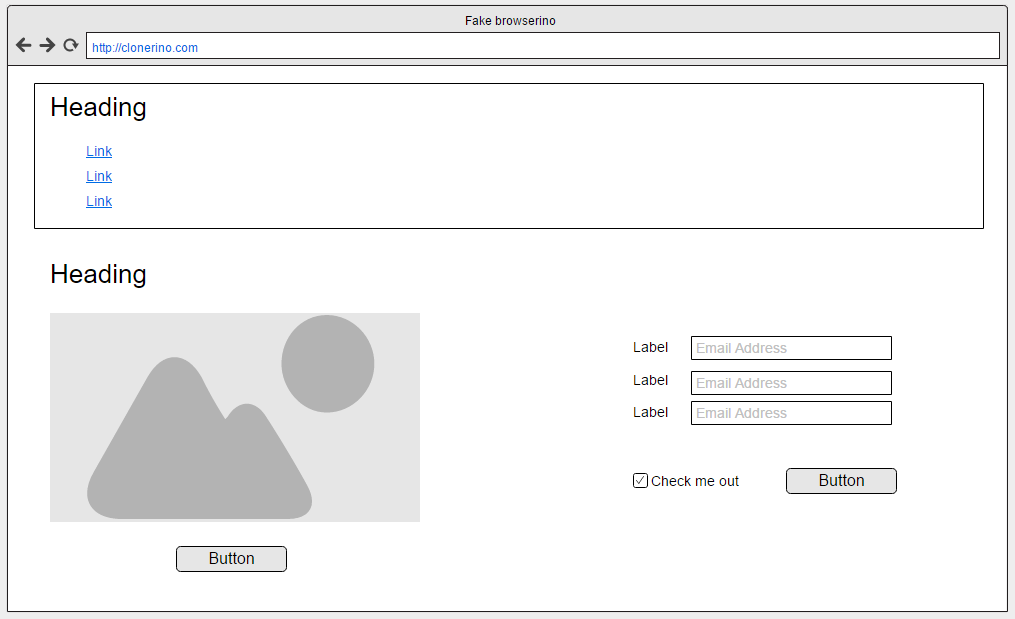 Fake browserino
http://clonerino.com
Heading
Link
Link
Link
Heading
Label Email Address
Label Email Address
Label Email Address
Check me out Button
Button